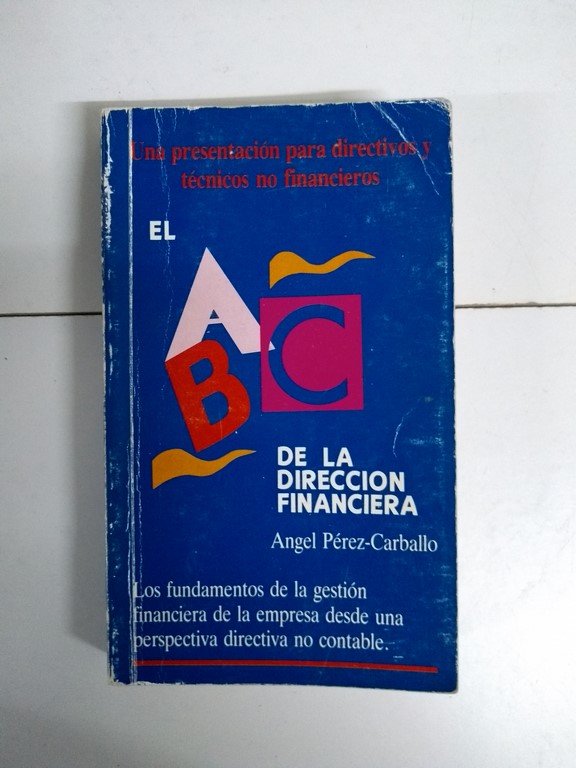 Una presentación para directivos y
técnicos no financieros
EL
A
B C
DE LA
DIRECCION
FINANCIERA
Angel Pérez-Carballo
Los fundamentos de la gestión
financiera de la empresa desde una
perspectiva directiva no contable.